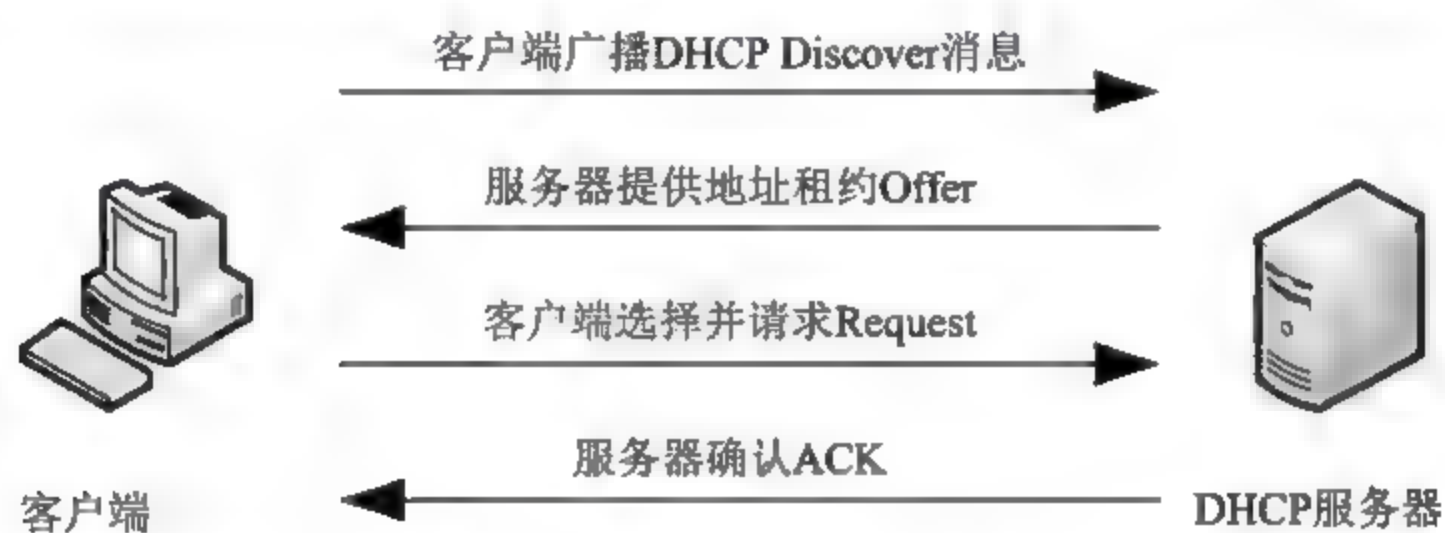 客户端广播DHCP Discover消息
服务器提供地址租约Offer
客户端选择并请求Request
服务器确认ACK
客户端
DHCP服务器